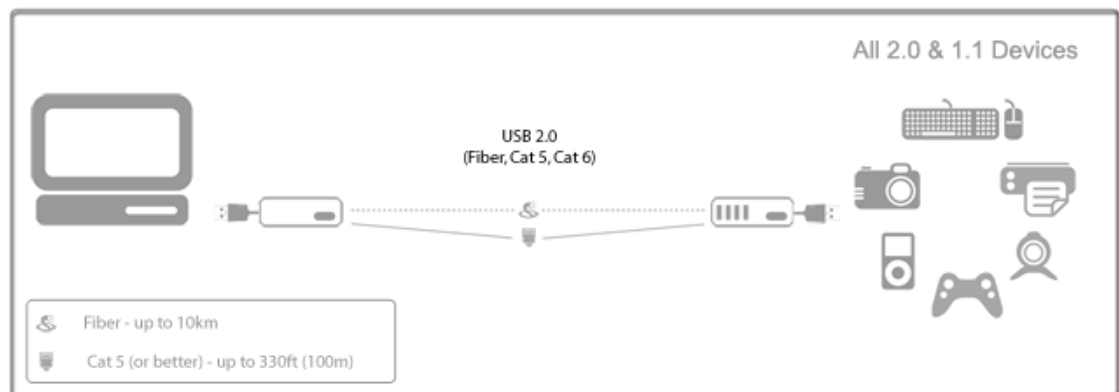 All 2.0 & 1.1 Devices
USB 2.0
(Fiber, Cat 5, Cat 6)
Fiber - up to 10km
Cat 5 (or better) - up to 330ft (100m)